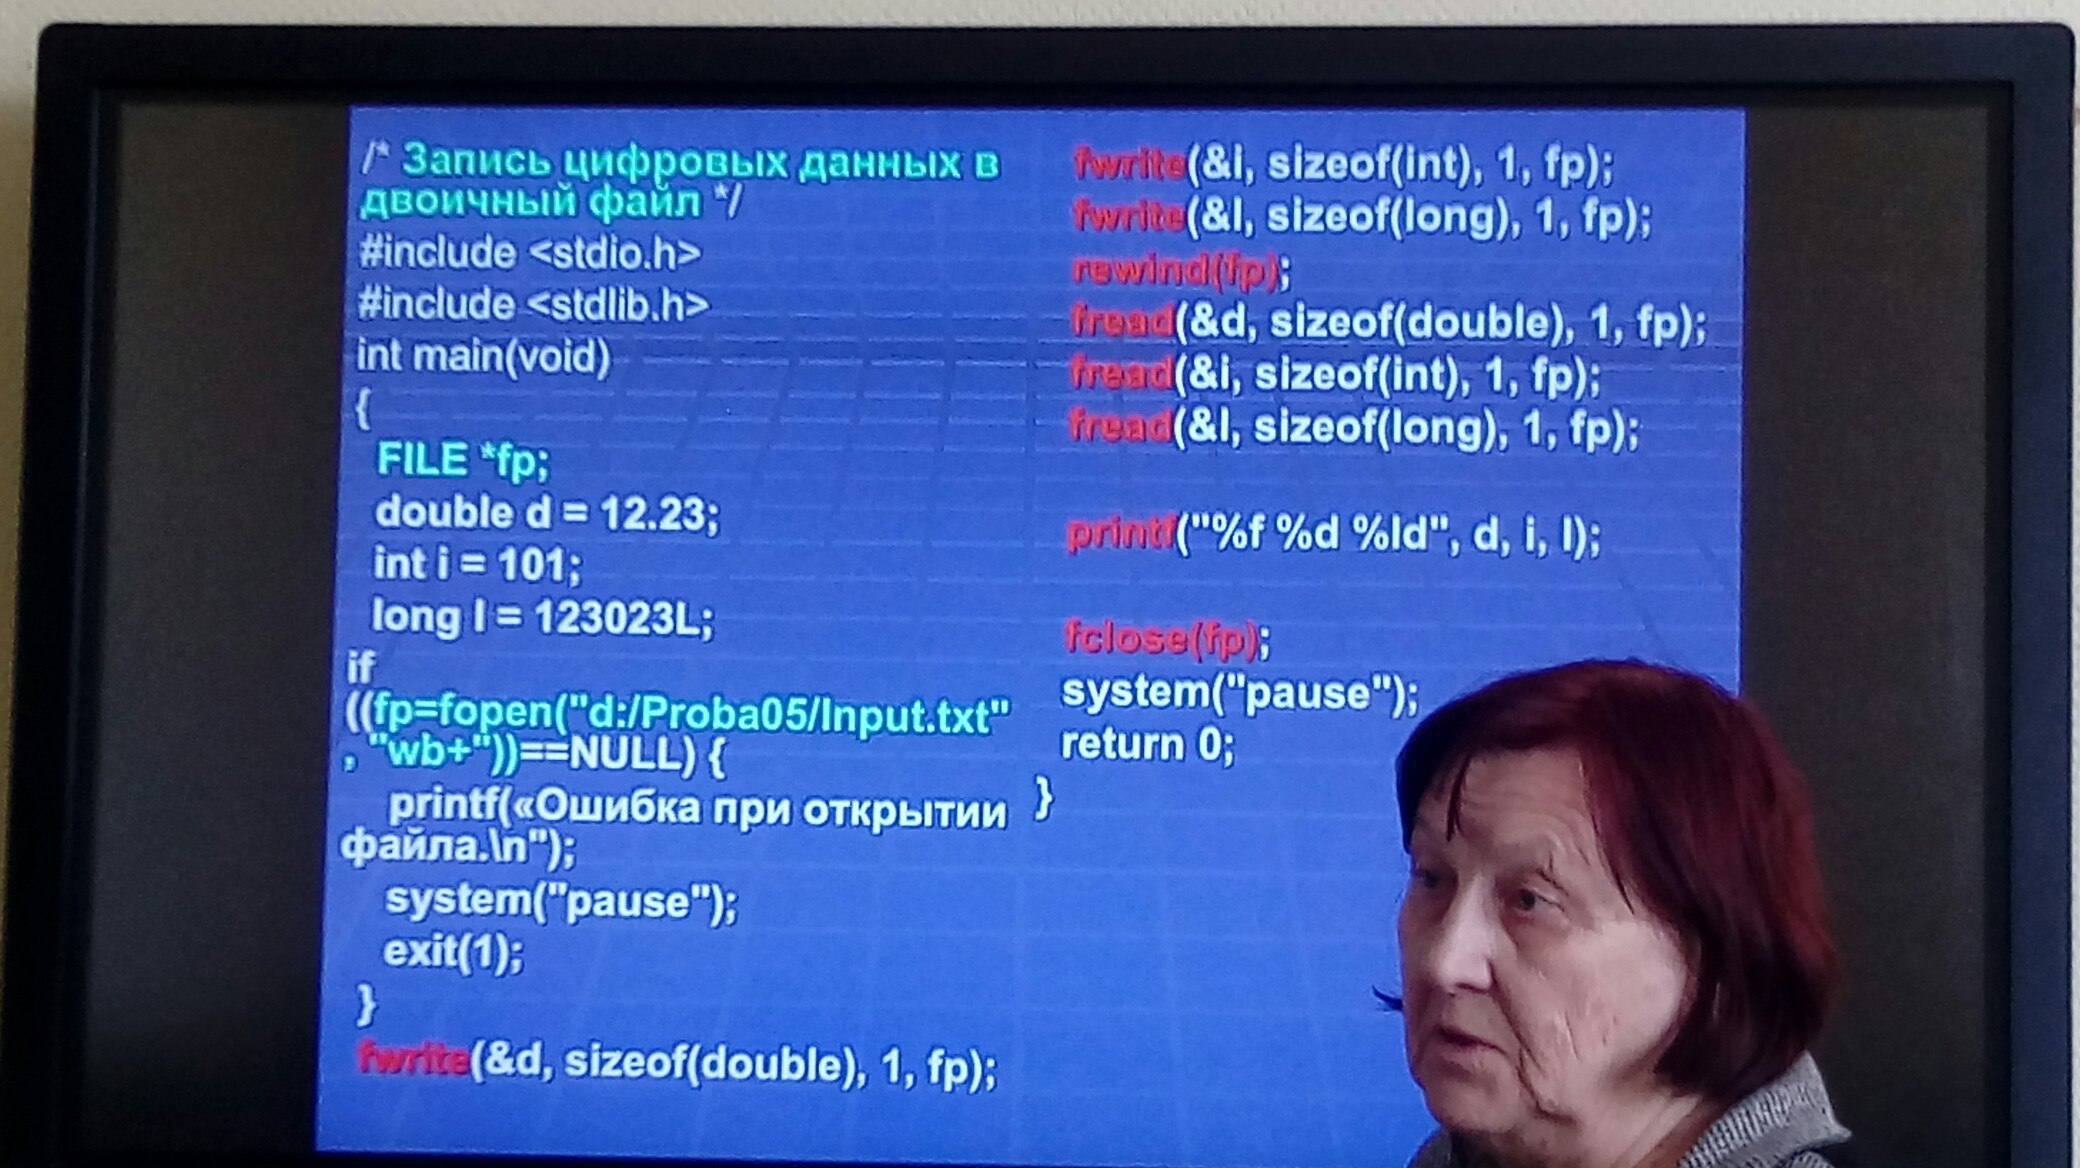 /* Запись цифровых данных в
двоичный файл */
#include <stdio.h>
#include <stdlib.h>
int main(void)
{
FILE *fp;
double d = 12.23;
int i = 101;
long l = 123023L;
if
((fp=fopen("d:/Proba05/Input.txt"
, "wb+"))==NULL) {
printf(«Ошибка при открытии
файла.\n");
system("pause");
exit(1);
}
fwrite(&d, sizeof(double), 1, fp);
fwrite(&i, sizeof(int), 1, fp);
fwrite(&l, sizeof(long), 1, fp);
rewind(fp);
fread(&d, sizeof(double), 1, fp);
fread(&i, sizeof(int), 1, fp);
fread(&l, sizeof(long), 1, fp);
printf("%f %d %ld", d, i, l);
fclose(fp);
system("pause");
return 0;
}